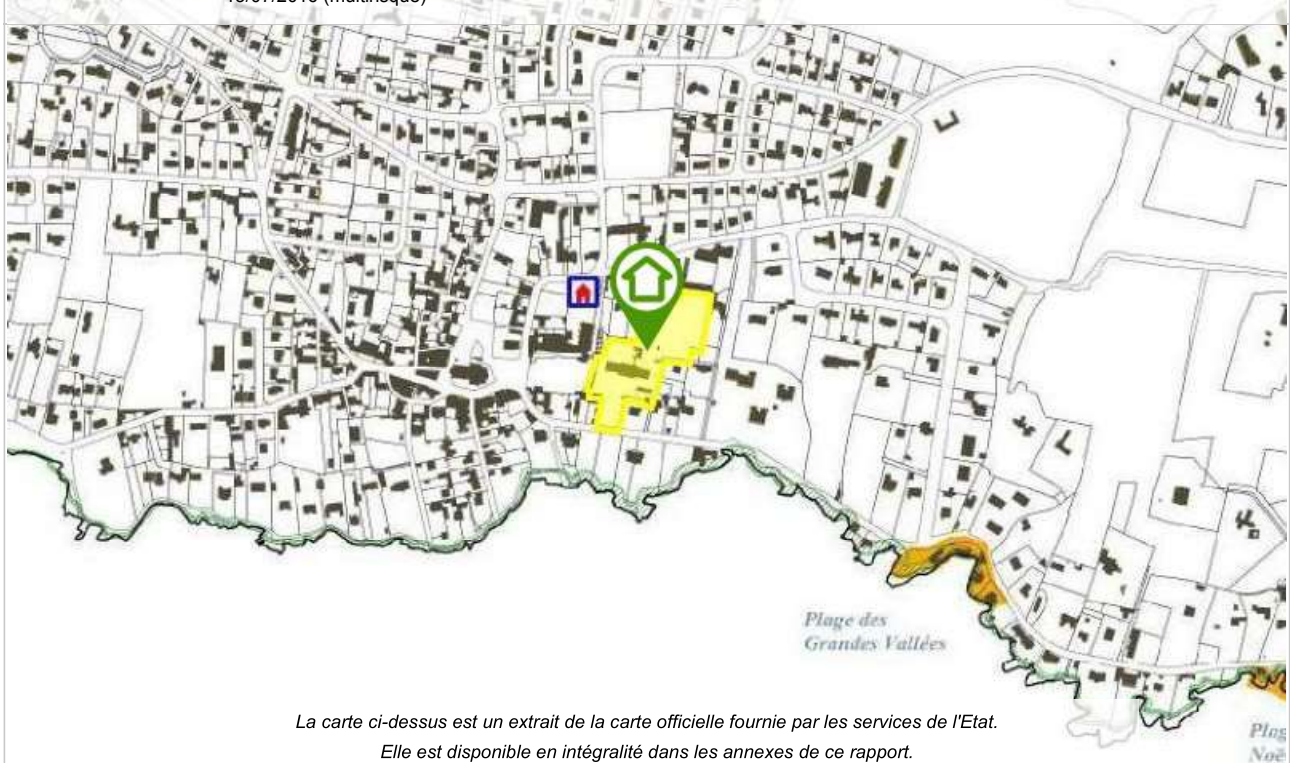 Plage des
Grandes Vallées
La carte ci-dessus est un extrait de la carte officielle fournie par les services de l'Etat.
Elle est disponible en intégralité dans les annexes de ce rapport.